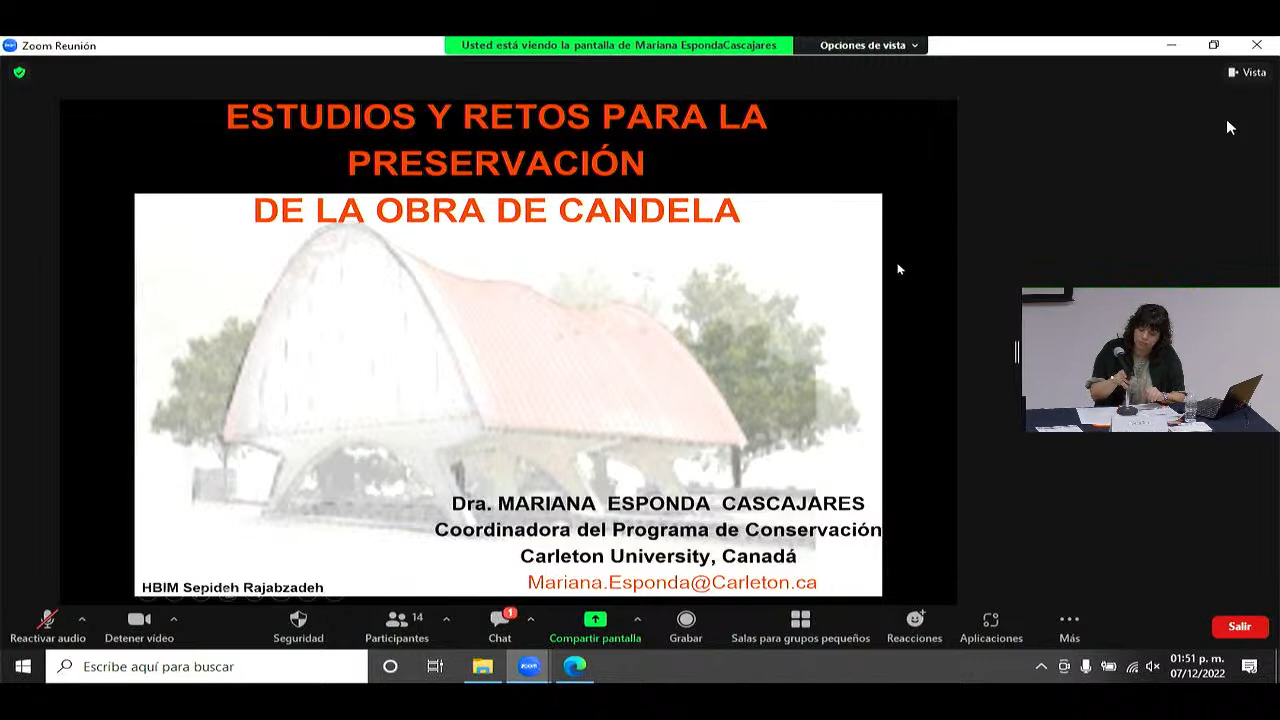 Zoom Reunión
Usted está viendo la pantalla de Mariana EspondaCascajares
Opciones de vista
Vista
ESTUDIOS Y RETOS PARA LA
PRESERVACIÓN
DE LA OBRA DE CANDELA
Dra. MARIANA ESPONDA CASCAJARES
Coordinadora del Programa de Conservación
Carleton University, Canadá
Mariana.Esponda@Carleton.ca
HBIM Sepideh Rajabzadeh
14
1
Reactivar audio
Detener vídeo
Seguridad
Participantes
Chat
Compartir pantalla
Grabar
Salas para grupos pequeños
Reacciones
Aplicaciones
Más
Salir
Escribe aquí para buscar
zoom
01:51 p. m.
07/12/2022